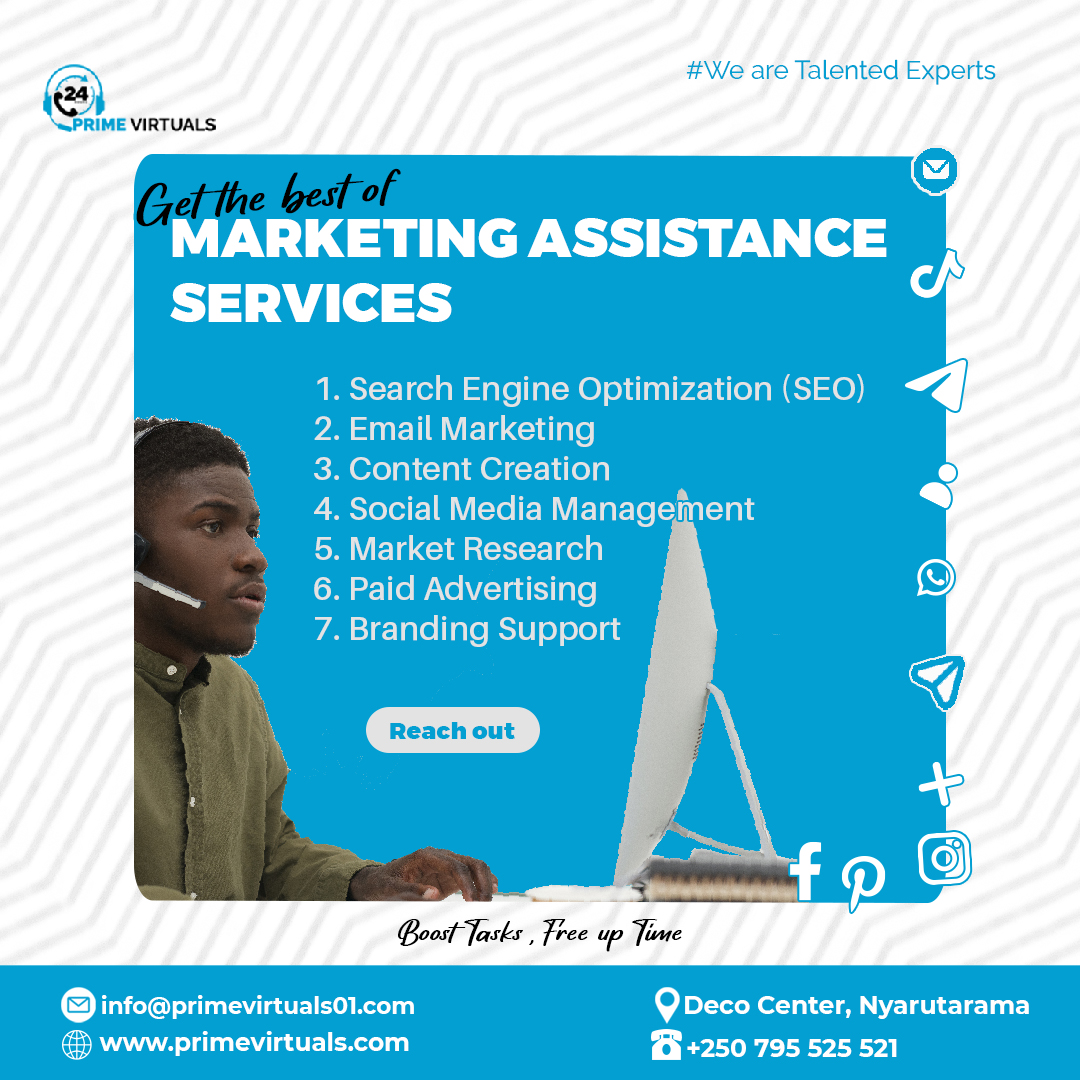 #We are Talented Experts
24
PRIME VIRTUALS
Get the best of
MARKETING ASSISTANCE
SERVICES
1. Search Engine Optimization (SEO)
2. Email Marketing
3. Content Creation
4. Social Media Management
5. Market Research
6. Paid Advertising
7. Branding Support
Reach out
Boost Tasks , Free up Time
info@primevirtuals01.com
www.primevirtuals.com
Deco Center, Nyarutarama
+250 795 525 521